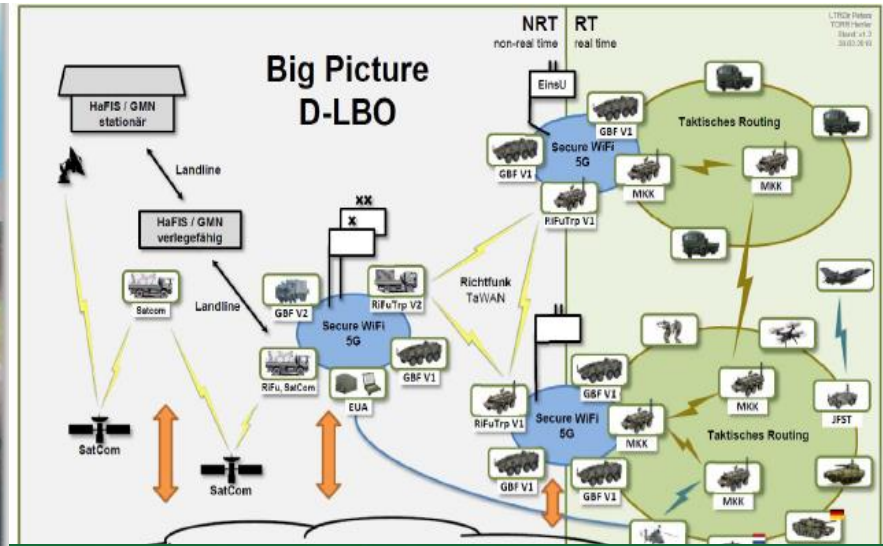 NRT
non-real time
RT
real time
Big Picture
D-LBO
HaFIS / GMN
stationär
Landline
HaFIS / GMN
verlegefähig
Landline
Satcom
SatCom
SatCom
RiFu, SatCom
GBF V2
xx
x
RiFuTrp V2
Secure WiFi
5G
GBF V1
EUA
Richtfunk
TaWAN
EinsU
GBF V1
GBF V1
Secure WiFi
5G
MKK
RiFuTrp V1
Taktisches Routing
MKK
RiFuTrp V1
GBF V1
Secure WiFi
5G
MKK
GBF V1
GBF V1
MKK
Taktisches Routing
MKK
JFST